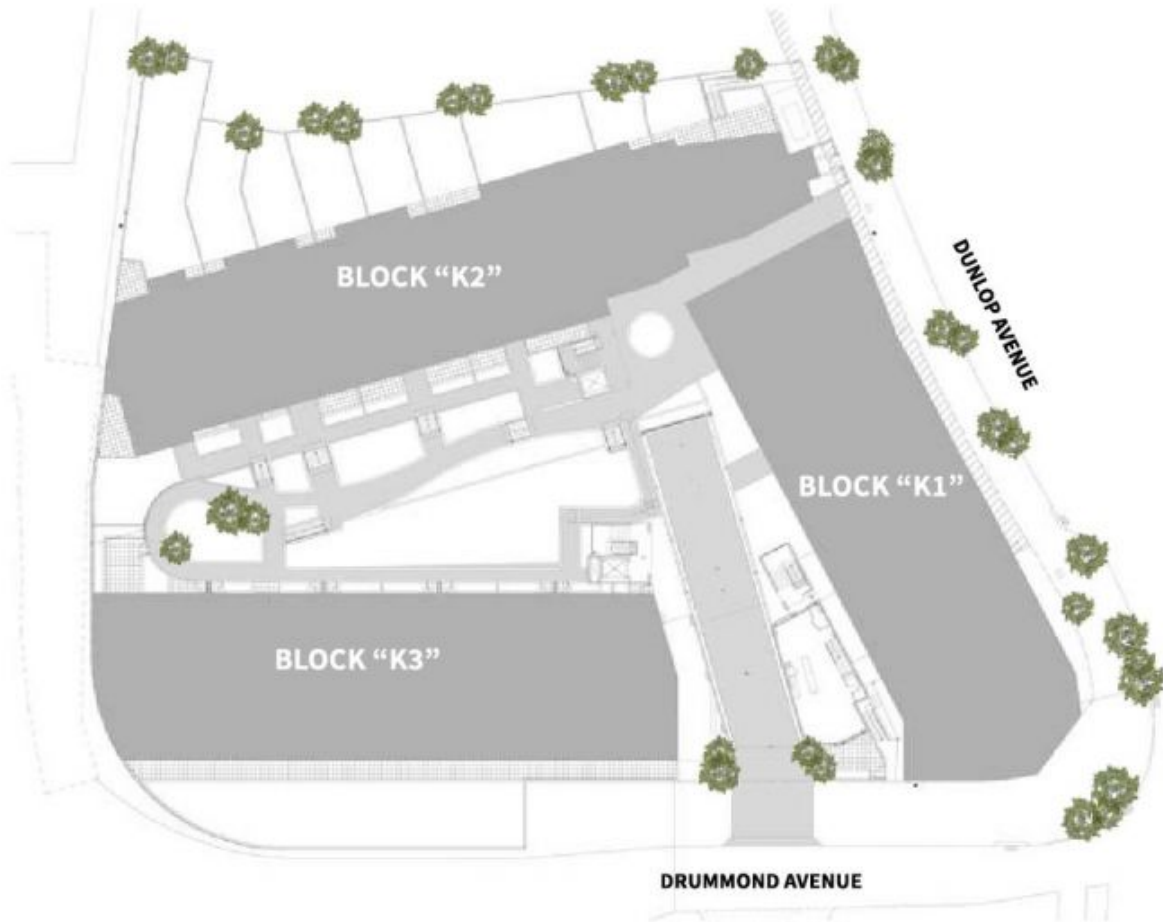 BLOCK “K2”
DUNLOP AVENUE
BLOCK “K1”
BLOCK “K3”
DRUMMOND AVENUE